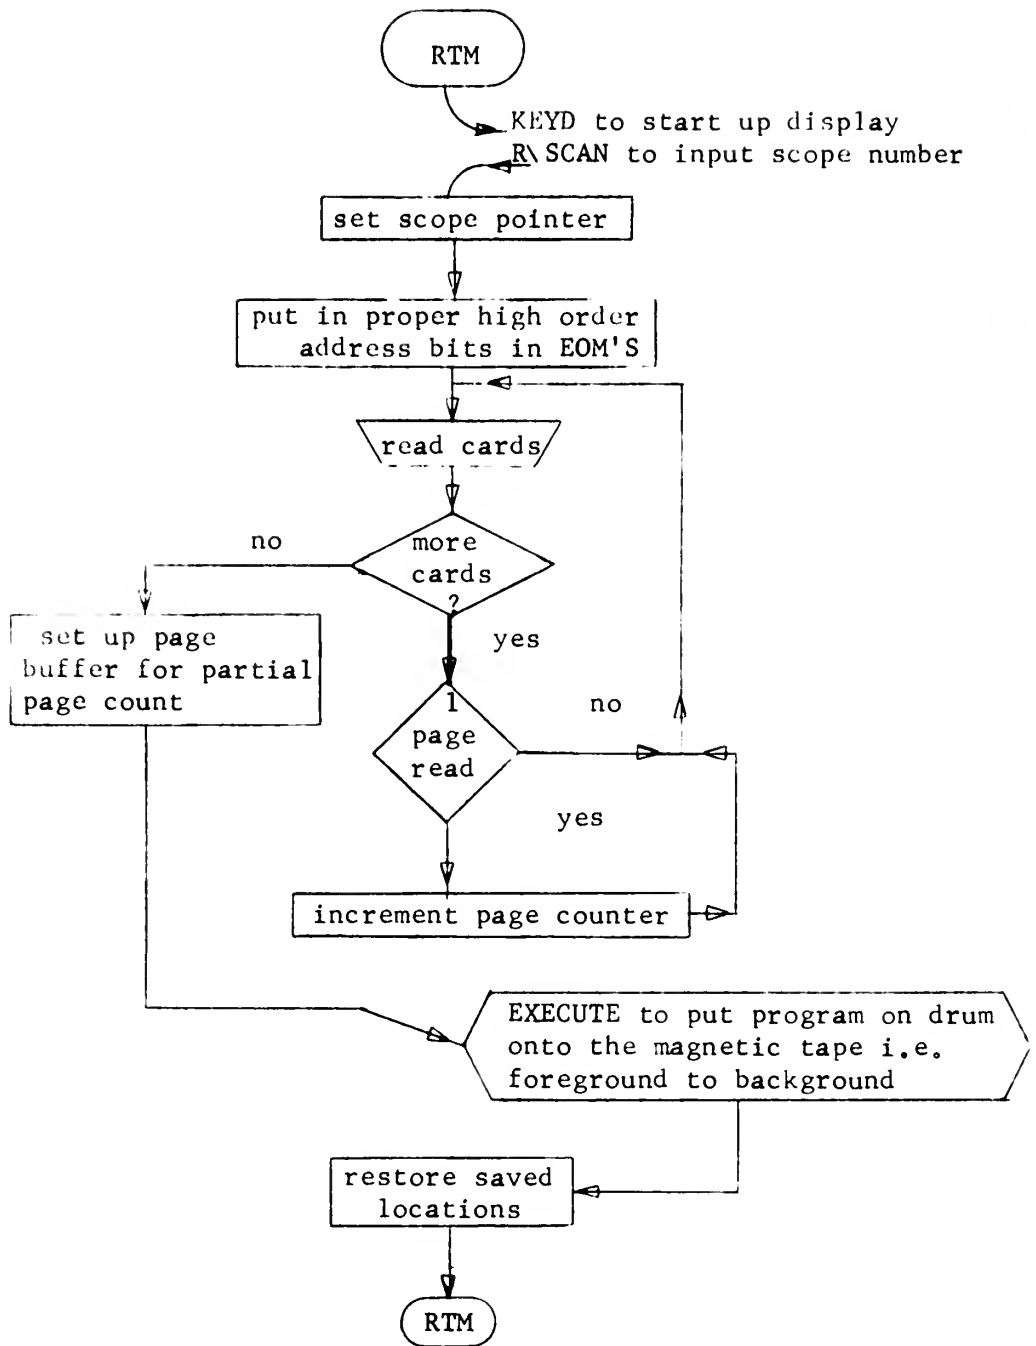 RTM
KEYD to start up display
R\SCAN to input scope number
set scope pointer
put in proper high order
address bits in EOM'S
read cards
more
cards
?
no
yes
set up page
buffer for partial
page count
1
page
read
no
yes
increment page counter
EXECUTE to put program on drum
onto the magnetic tape i.e.
foreground to background
restore saved
locations
RTM